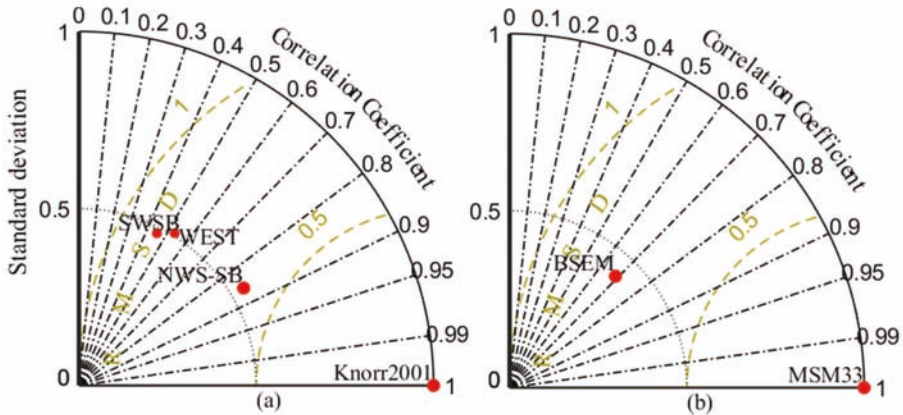 0 0.1 0.2 0.3 0.4 0.5 0.6 0.7 0.8 0.9 0.95 0.99 1
Correlation Coefficient
Standard deviation
1
0.5
0
1
0.5
R M S D
SWSB
WEST
NWS-SB
Knorr2001
(a)
0 0.1 0.2 0.3 0.4 0.5 0.6 0.7 0.8 0.9 0.95 0.99 1
Correlation Coefficient
1
0.5
0
1
0.5
R M S D
BSEM
MSM33
(b)